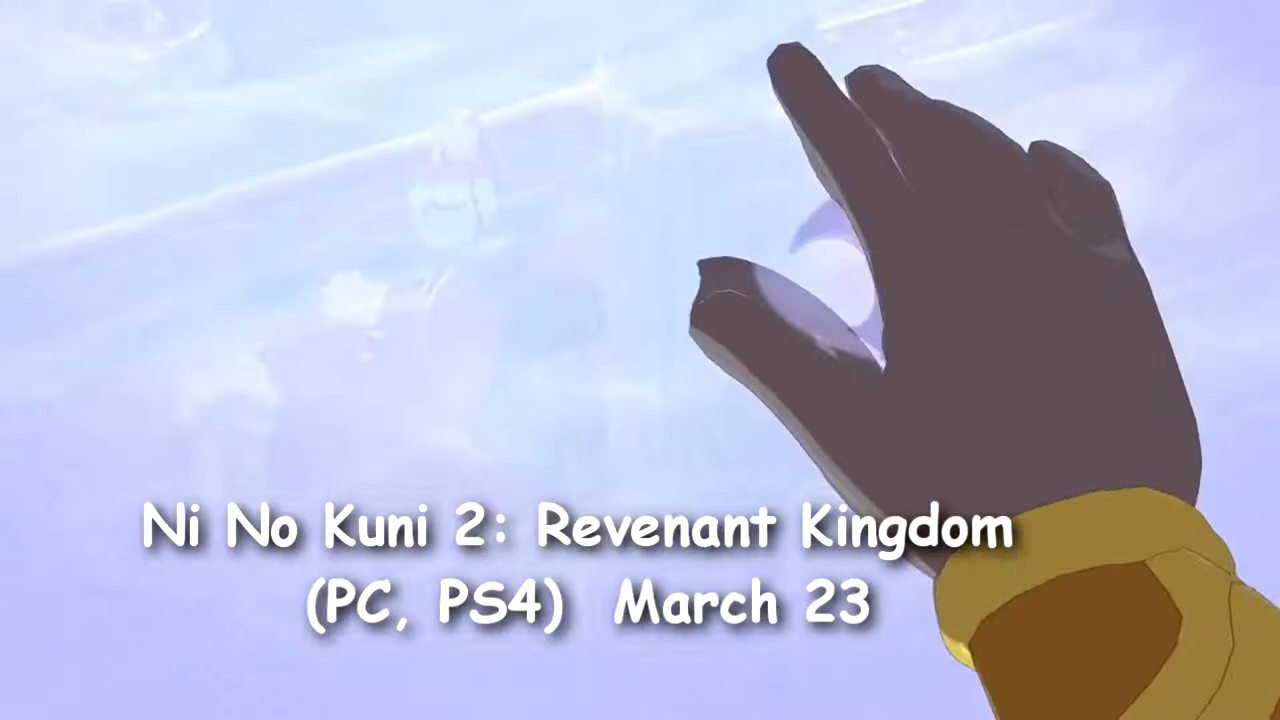 Ni No Kuni 2: Revenant Kingdom
(PC, PS4) March 23